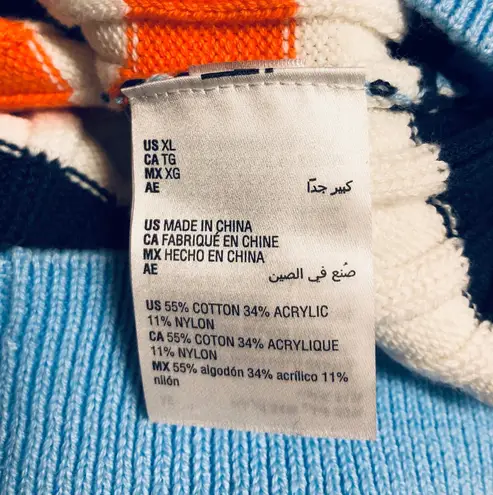 US XL
CA TG
MX XG
AE كبير جدًا
US MADE IN CHINA
CA FABRIQUÉ EN CHINE
MX HECHO EN CHINA
AE صُنع في الصين
US 55% COTTON 34% ACRYLIC
11% NYLON
CA 55% COTON 34% ACRYLIQUE
11% NYLON
MX 55% algodón 34% acrílico 11%
nilón